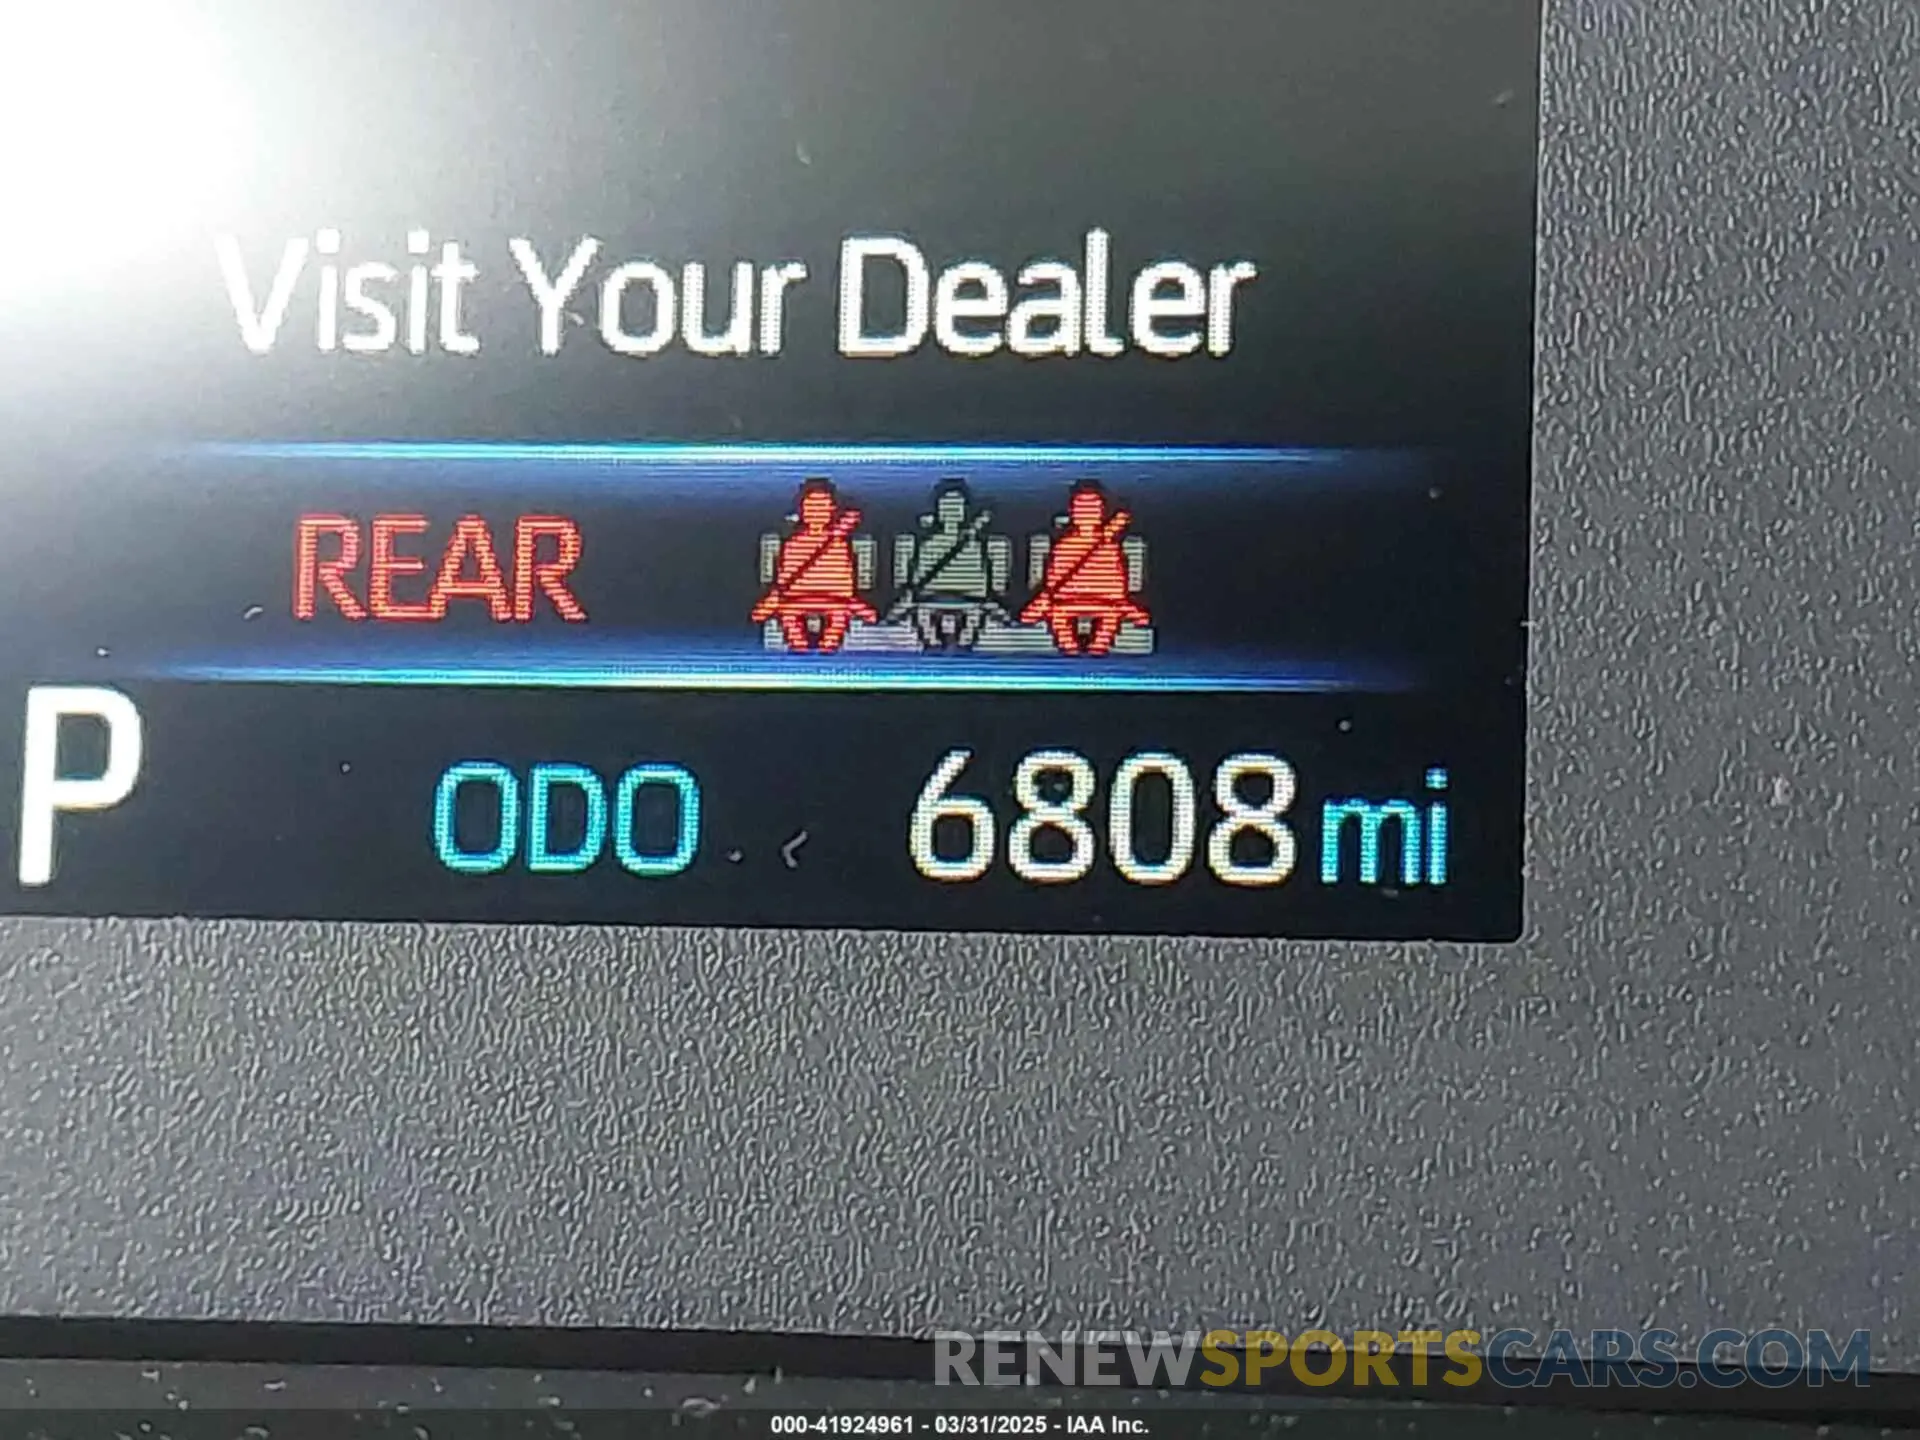 Visit Your Dealer
REAR
P ODO 6808 mi
RENEWSPORTSCARS.COM
000-41924961 - 03/31/2025 - IAA Inc.